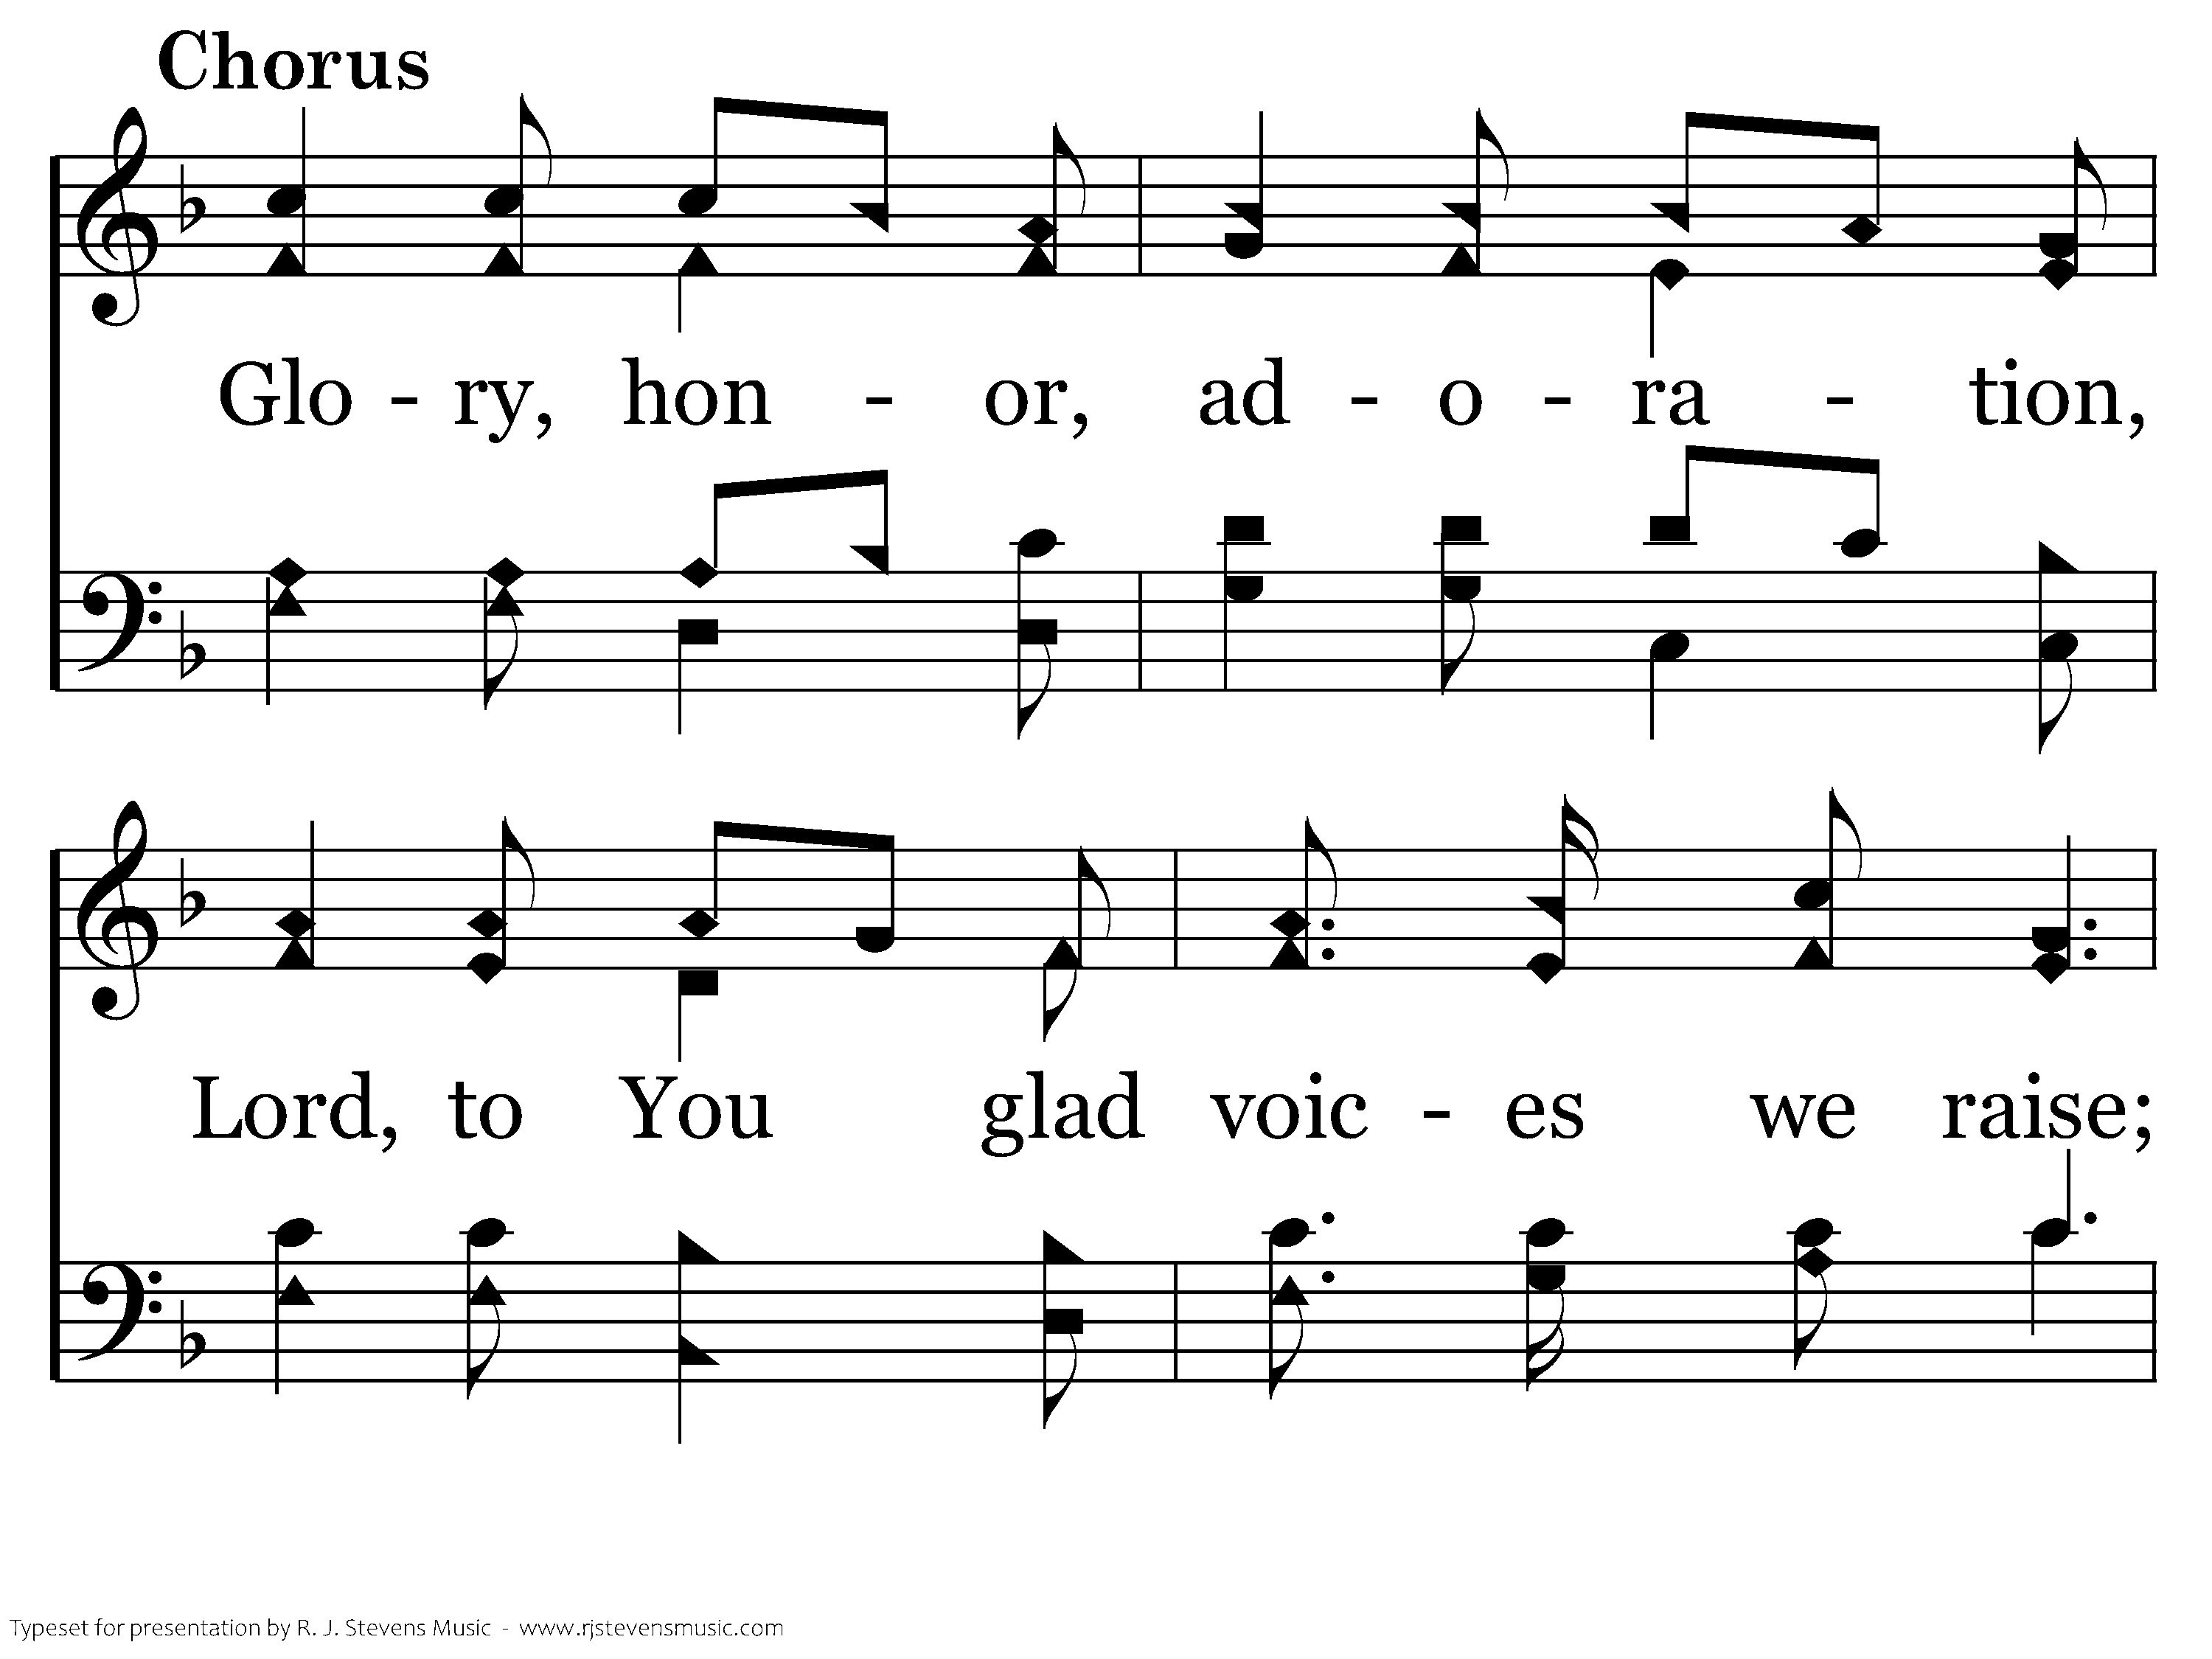 Chorus
Glo - ry, hon - or, ad - o - ra - tion,
Lord, to You glad voic - es we raise;
Typeset for presentation by R. J. Stevens Music - www.rjstevensmusic.com